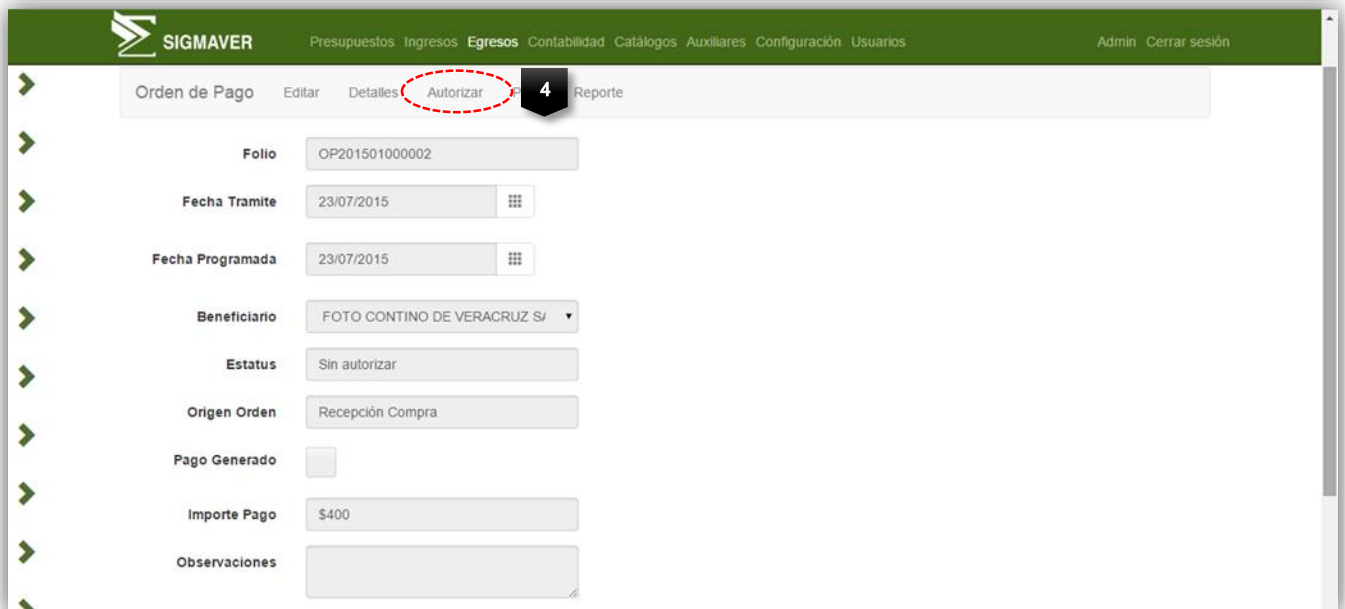 SIGMAVER Presupuestos Ingresos Egresos Contabilidad Catálogos Auxiliares Configuración Usuarios Admin Cerrar sesión
Orden de Pago Editar Detalles Autorizar 4 Reporte
Folio OP201501000002
Fecha Tramite 23/07/2015
Fecha Programada 23/07/2015
Beneficiario FOTO CONTINO DE VERACRUZ
Estatus Sin autorizar
Origen Orden Recepción Compra
Pago Generado
Importe Pago $400
Observaciones